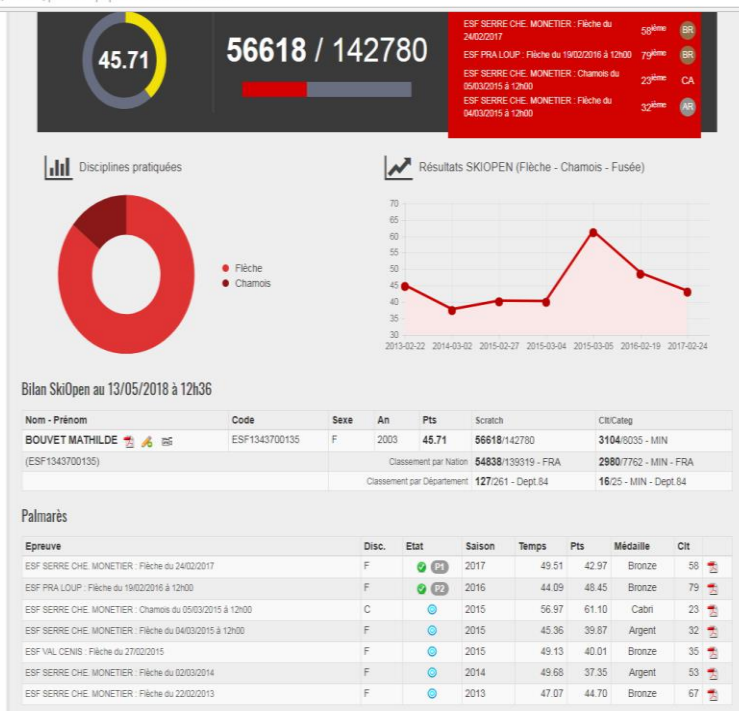 45.71
56618 / 142780
ESF SERRE CHE. MONETIER : Flèche du 24/02/2017 58ième BR
ESF PRA LOUP : Flèche du 19/02/2016 à 12h00 79ième BR
ESF SERRE CHE. MONETIER : Chamois du 05/03/2015 à 12h00 23ième CA
ESF SERRE CHE. MONETIER : Flèche du 04/03/2015 à 12h00 32ième AR
Disciplines pratiquées
Flèche
Chamois
Résultats SKIOPEN (Flèche - Chamois - Fusée)
70
65
60
55
50
45
40
35
30
2013-02-22 2014-03-02 2015-02-27 2015-03-04 2015-03-05 2016-02-19 2017-02-24
Bilan SkiOpen au 13/05/2018 à 12h36
Nom - Prénom Code Sexe An Pts Scratch Clt/Categ
BOUVET MATHILDE ESF1343700135 F 2003 45.71 56618/142780 3104/8035 - MIN
(ESF1343700135) Classement par Nation 54838/139319 - FRA 2980/7762 - MIN - FRA
Classement par Département 127/261 - Dept.84 16/25 - MIN - Dept.84
Palmarès
Epreuve Disc. Etat Saison Temps Pts Médaille Clt
ESF SERRE CHE. MONETIER : Flèche du 24/02/2017 F P1 2017 49.51 42.97 Bronze 58
ESF PRA LOUP : Flèche du 19/02/2016 à 12h00 F P2 2016 44.09 48.45 Bronze 79
ESF SERRE CHE. MONETIER : Chamois du 05/03/2015 à 12h00 C 2015 56.97 61.10 Cabri 23
ESF SERRE CHE. MONETIER : Flèche du 04/03/2015 à 12h00 F 2015 45.36 39.87 Argent 32
ESF VAL CENIS : Flèche du 27/02/2015 F 2015 49.13 40.01 Bronze 35
ESF SERRE CHE. MONETIER : Flèche du 02/03/2014 F 2014 49.68 37.35 Argent 53
ESF SERRE CHE. MONETIER : Flèche du 22/02/2013 F 2013 47.07 44.70 Bronze 67